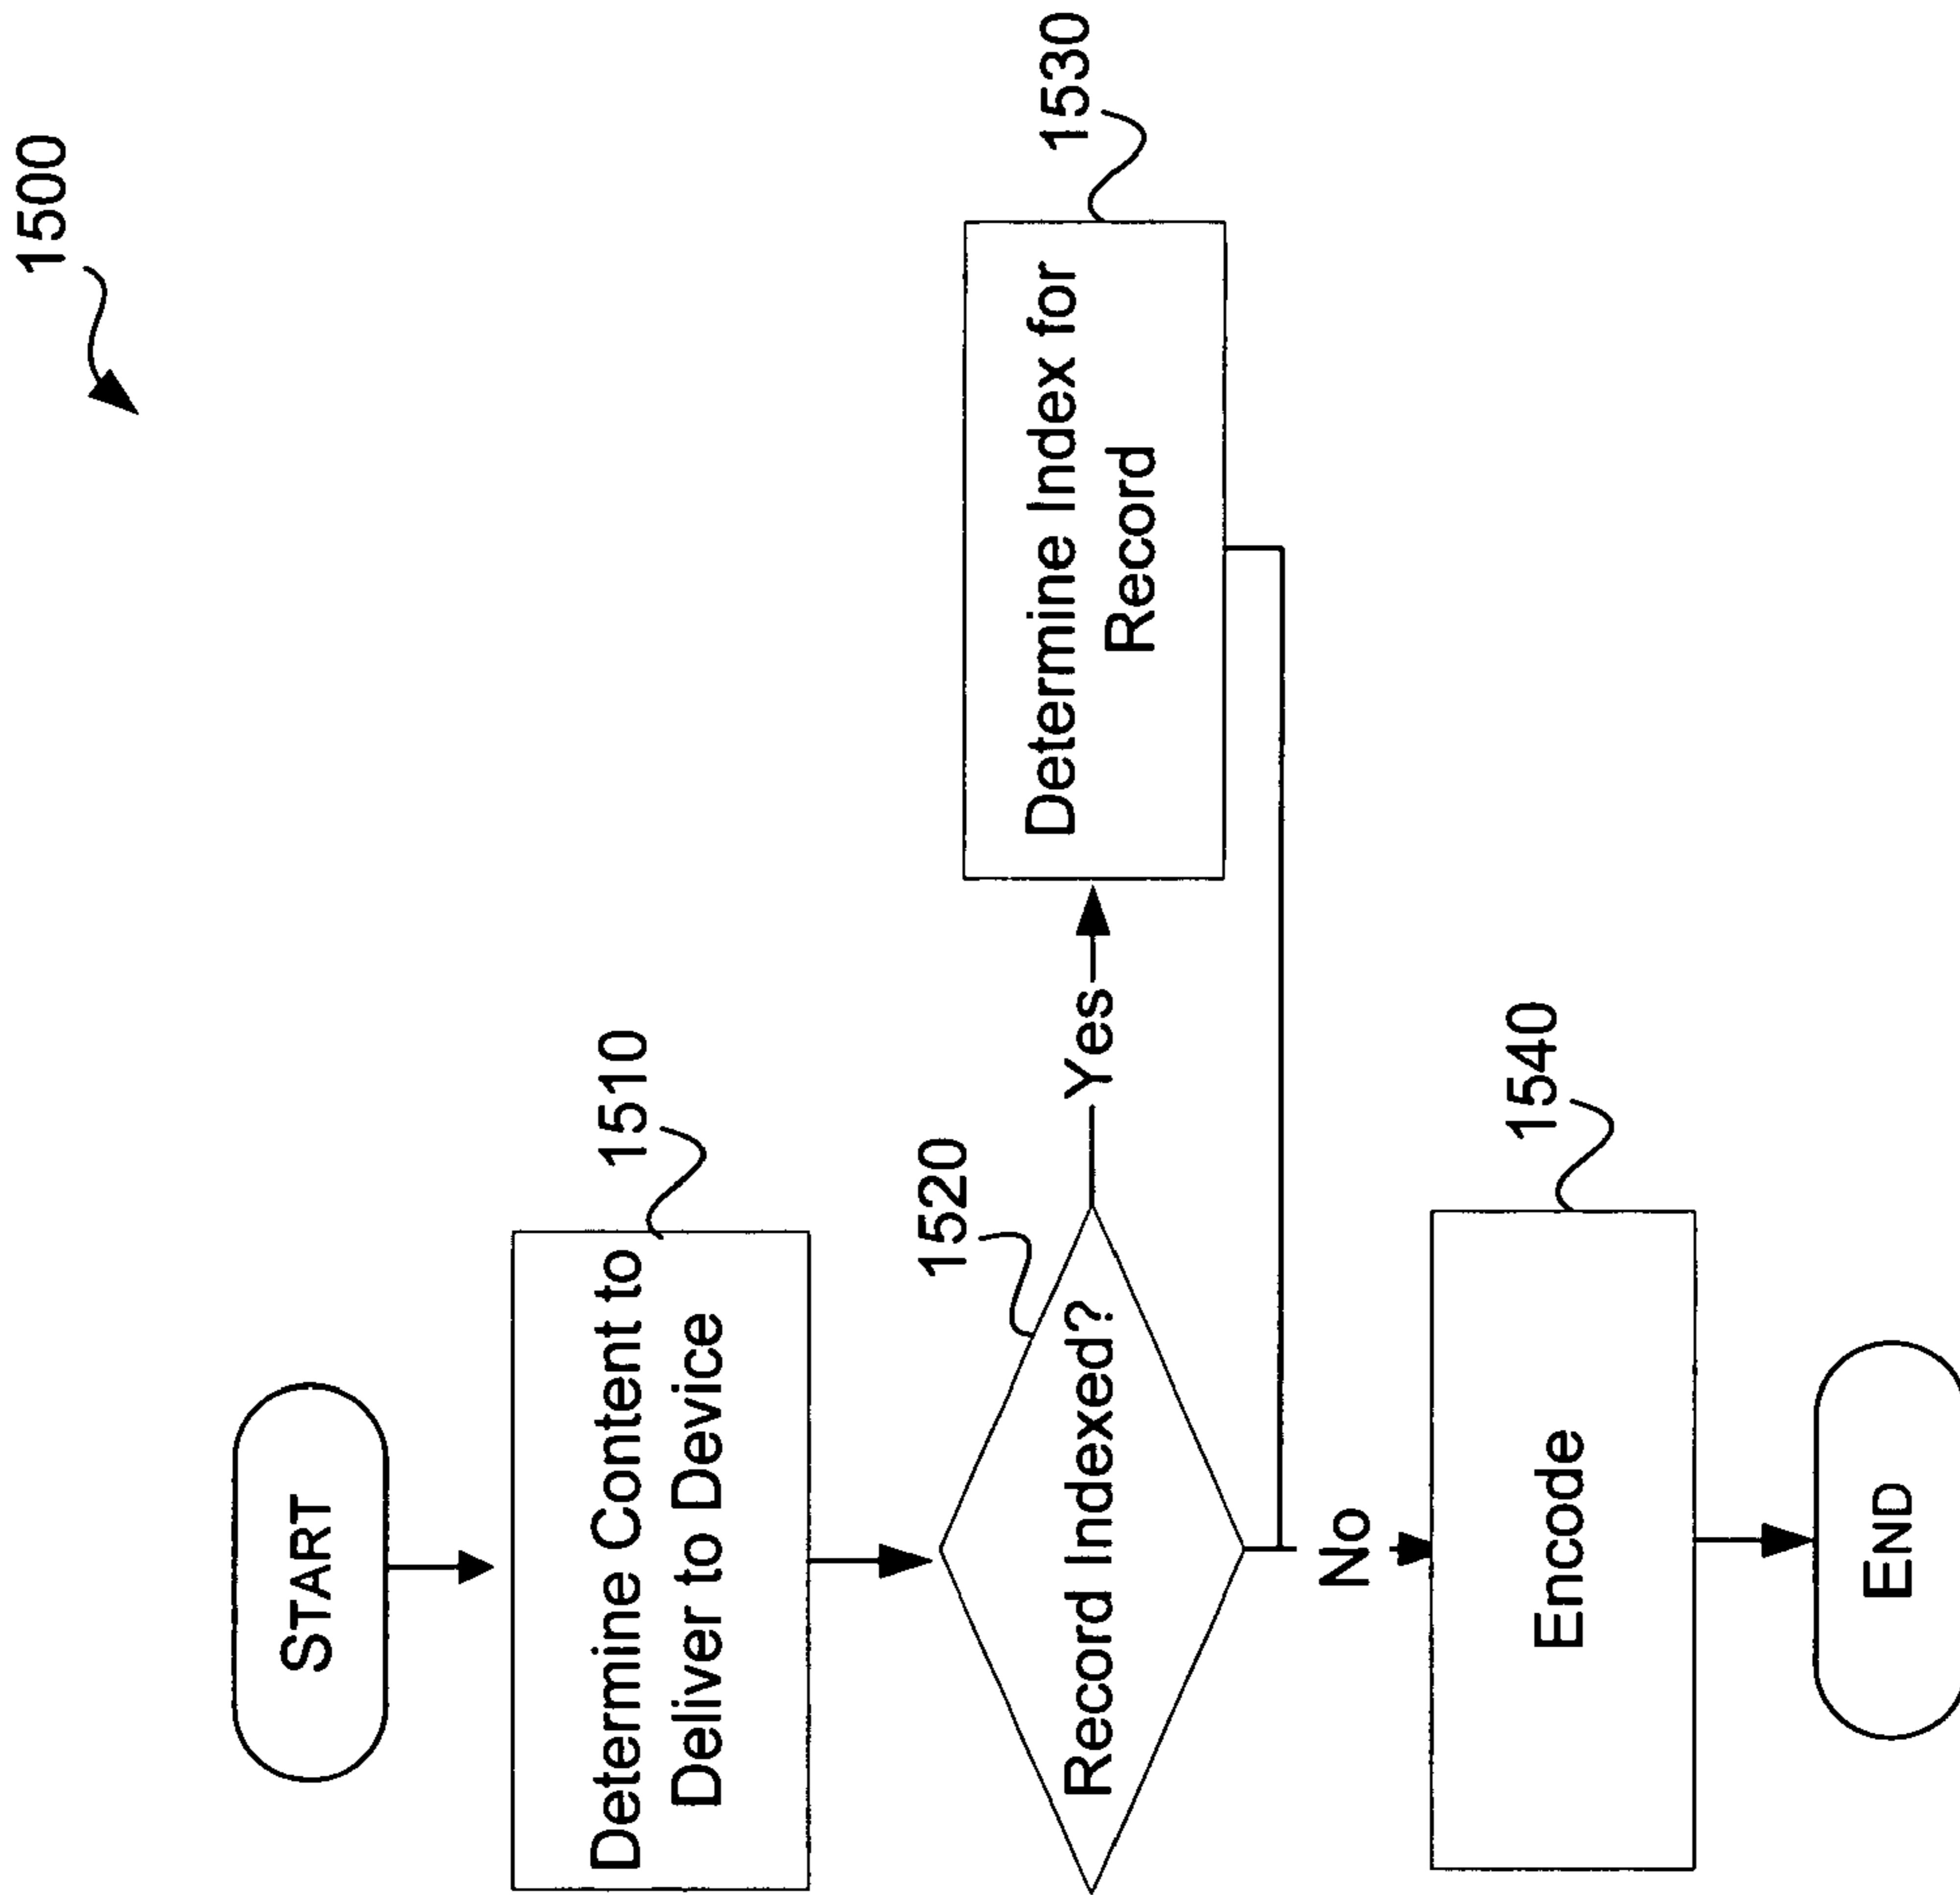 1500
START
1510
Determine Content to
Deliver to Device
1520
Record Indexed?
Yes
1530
Determine Index for
Record
No
1540
Encode
END